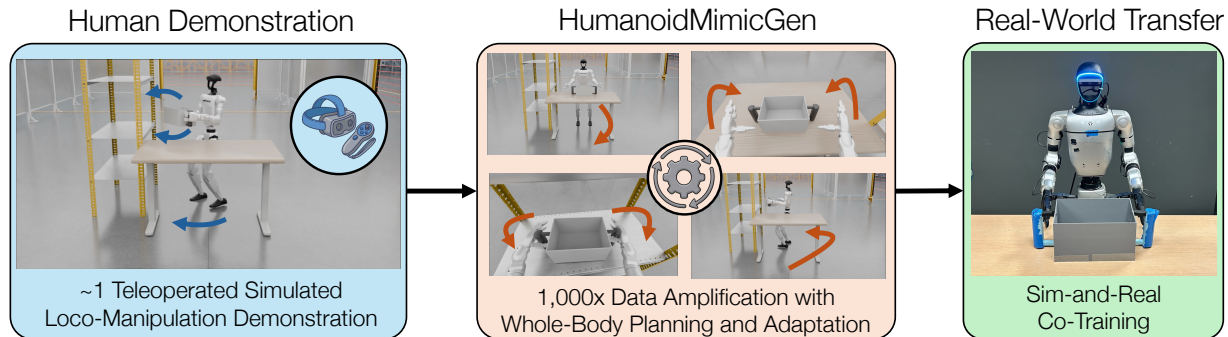 Human Demonstration
~1 Teleoperated Simulated
Loco-Manipulation Demonstration
HumanoidMimicGen
1,000x Data Amplification with
Whole-Body Planning and Adaptation
Real-World Transfer
Sim-and-Real
Co-Training